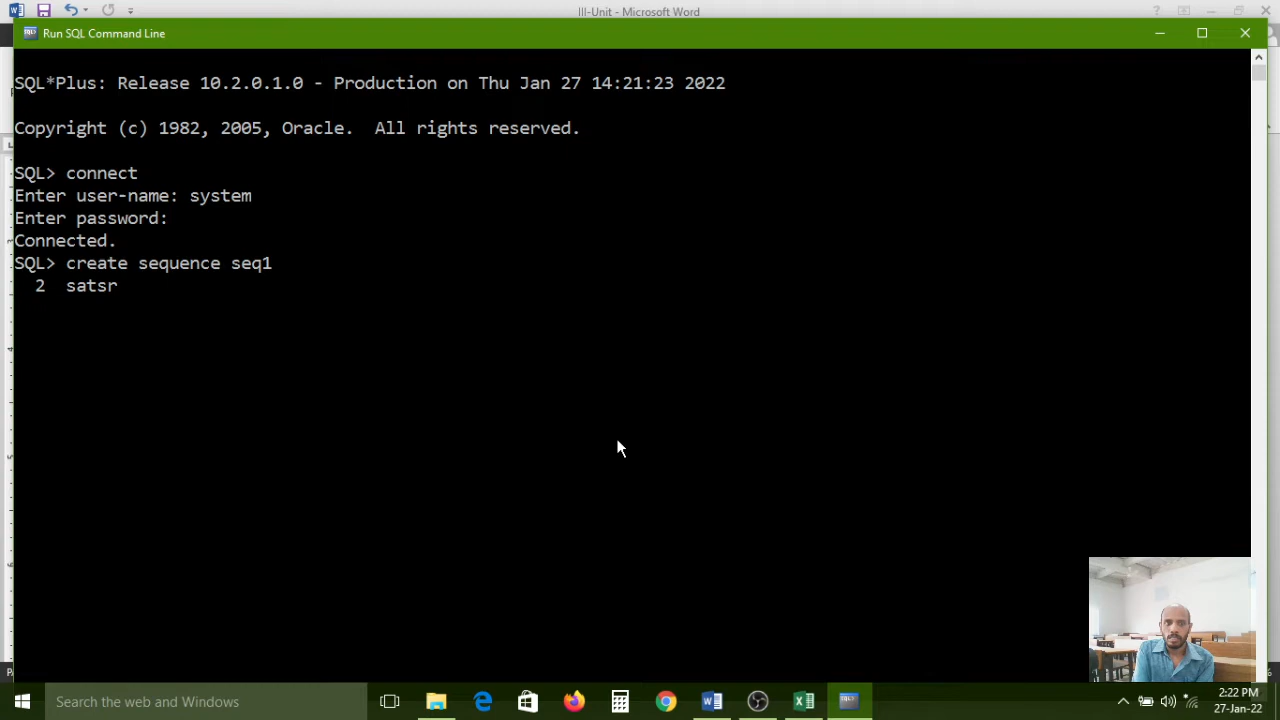 III-Unit - Microsoft Word
Run SQL Command Line
SQL*Plus: Release 10.2.0.1.0 - Production on Thu Jan 27 14:21:23 2022
Copyright (c) 1982, 2005, Oracle.  All rights reserved.
SQL> connect
Enter user-name: system
Enter password:
Connected.
SQL> create sequence seq1
2  satsr
Search the web and Windows
2:22 PM
27-Jan-22